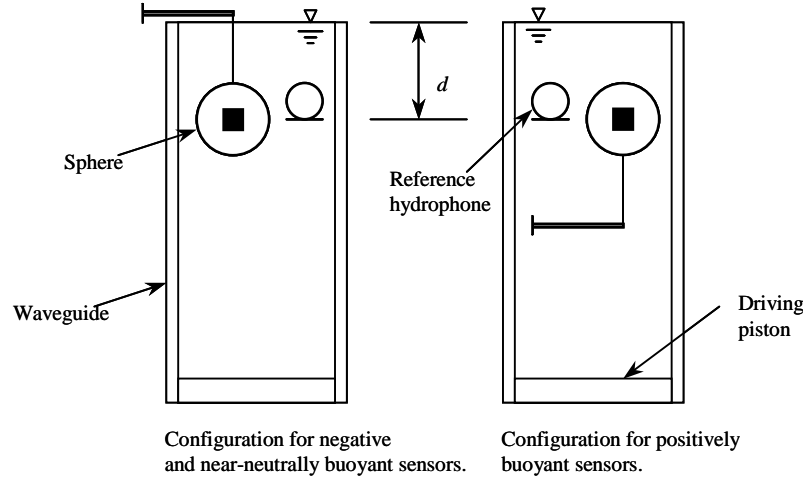 d
Sphere
Reference
hydrophone
Waveguide
Driving
piston
Configuration for negative
and near-neutrally buoyant sensors.
Configuration for positively
buoyant sensors.